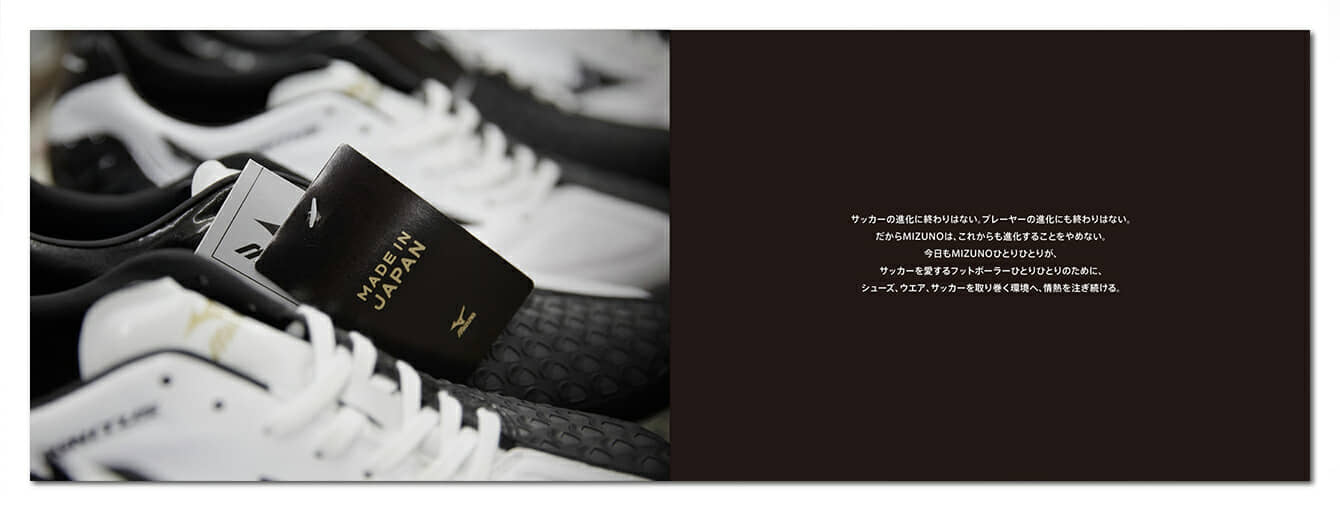 MADE IN
JAPAN
MIZUNO
サッカーの進化に終わりはない。プレーヤーの進化にも終わりはない。
だからMIZUNOは、これからも進化することをやめない。
今日もMIZUNOひとりひとりが、
サッカーを愛するフットボーラーひとりひとりのために、
シューズ、ウエア、サッカーを取り巻く環境へ、情熱を注ぎ続ける。